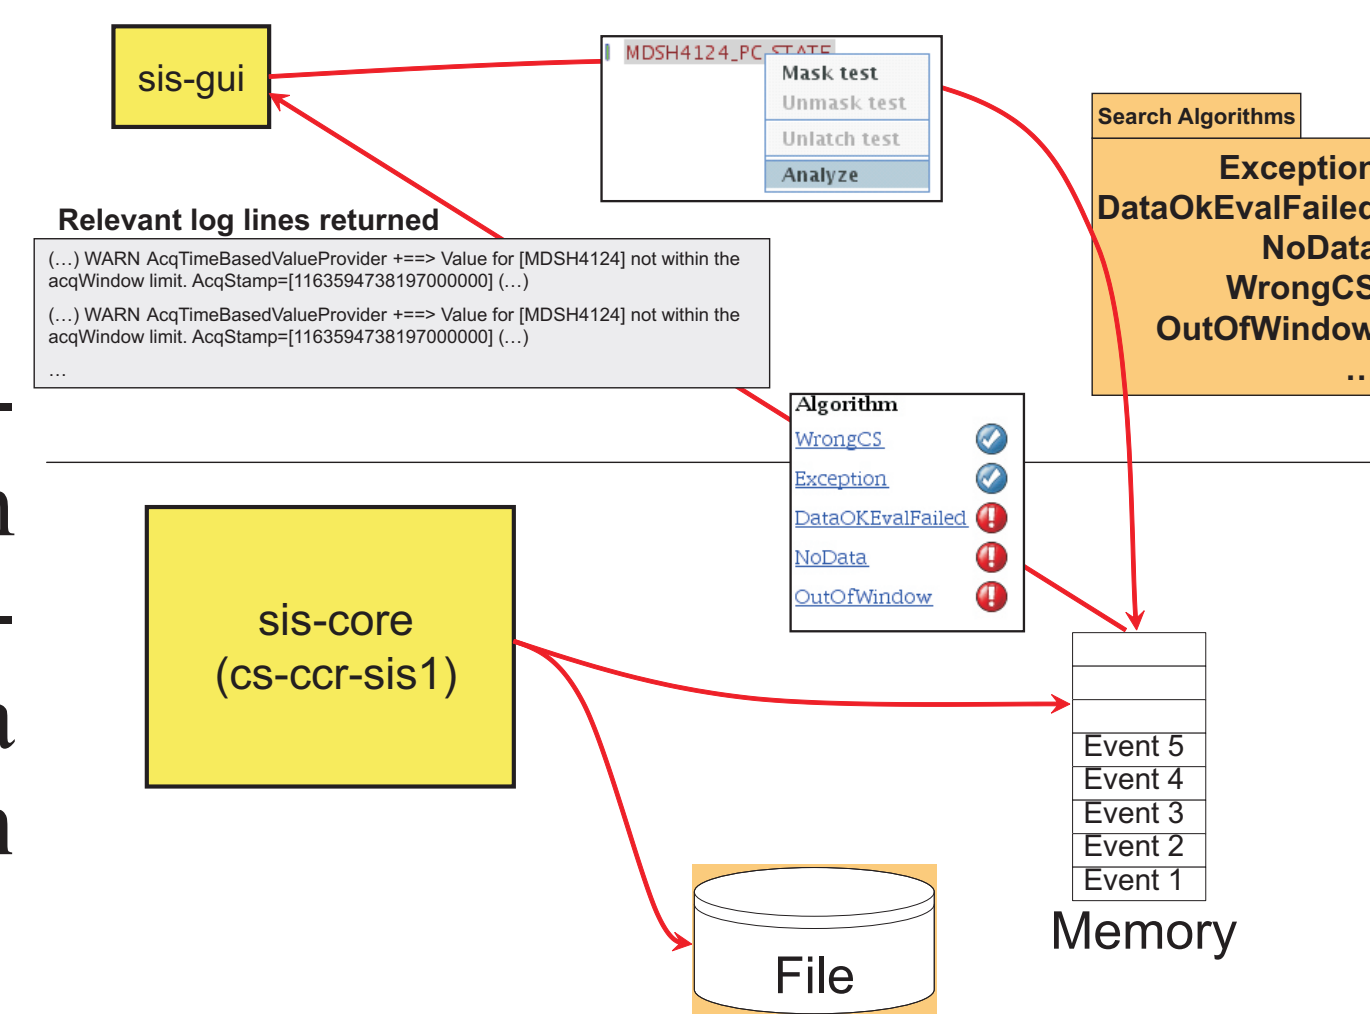 sis-gui
MDSH4124_PC_STATE
Mask test
Unmask test
Unlatch test
Analyze
Search Algorithms
Exception
DataOkEvalFailed
NoData
WrongCS
OutOfWindow
...
Relevant log lines returned
(…) WARN AcqTimeBasedValueProvider +==> Value for [MDSH4124] not within the
acqWindow limit. AcqStamp=[1163594738197000000] (…)
(…) WARN AcqTimeBasedValueProvider +==> Value for [MDSH4124] not within the
acqWindow limit. AcqStamp=[1163594738197000000] (…)
…
Algorithm
WrongCS
Exception
DataOKEvalFailed
NoData
OutOfWindow
sis-core
(cs-ccr-sis1)
Event 5
Event 4
Event 3
Event 2
Event 1
Memory
File